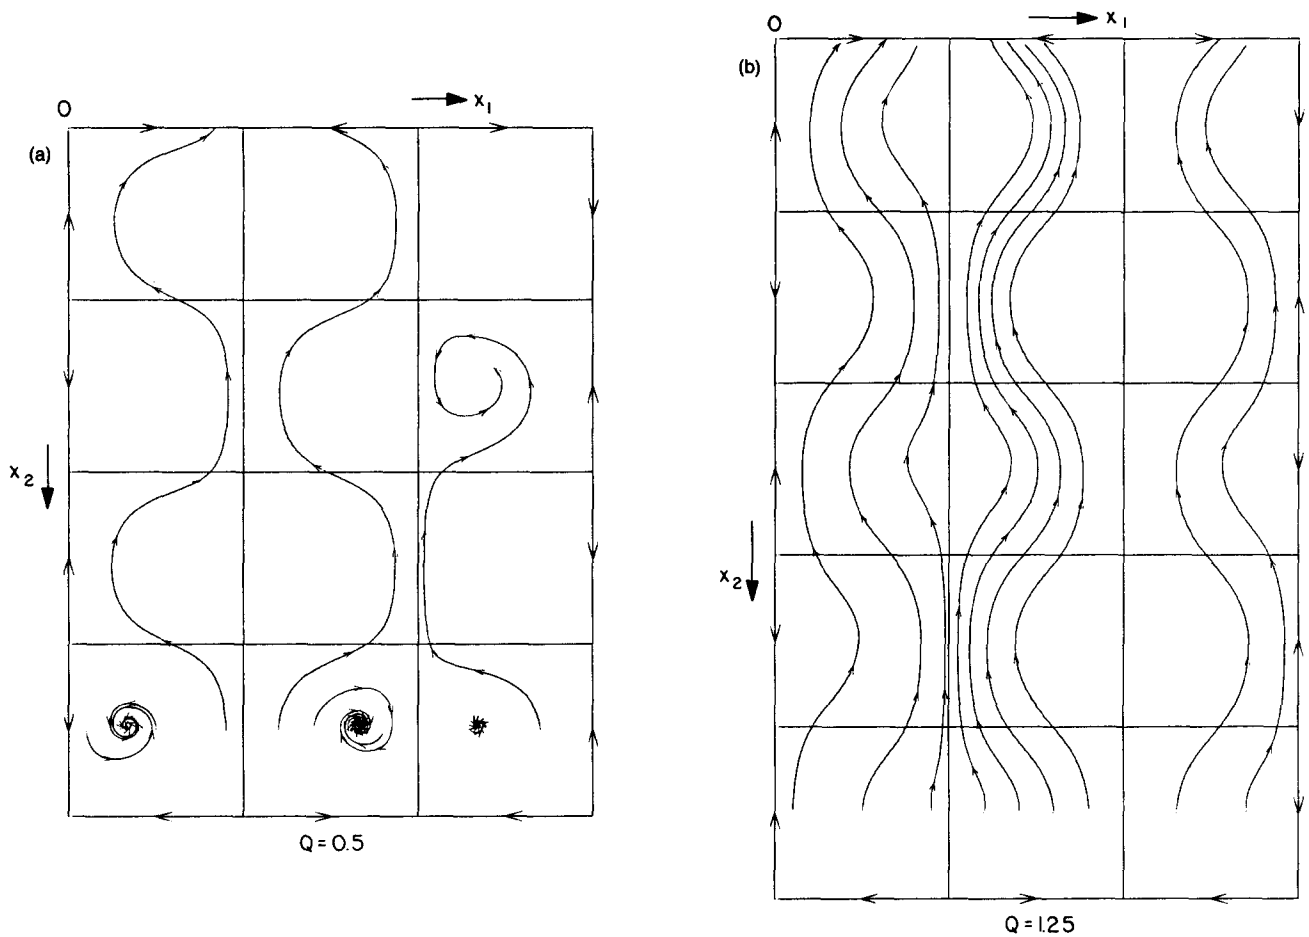 (a)
O
x₁
x₂
Q = 0.5
(b)
O
x₁
x₂
Q = 1.25